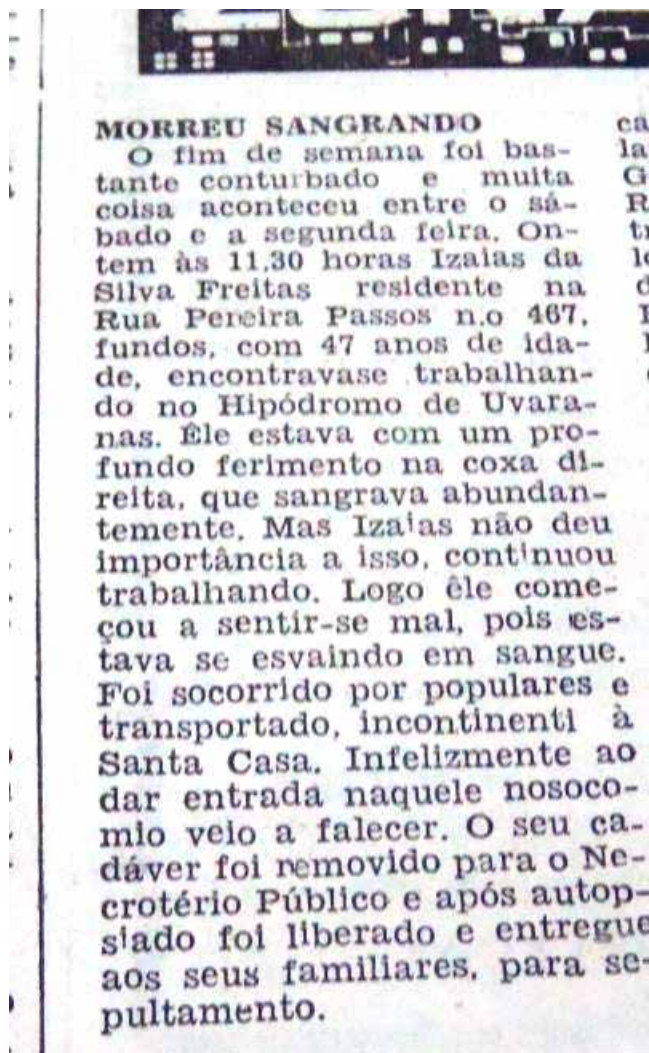 MORREU SANGRANDO
O fim de semana foi bas-
tante conturbado e muita
coisa aconteceu entre o sá-
bado e a segunda feira. On-
tem às 11,30 horas Izaias da
Silva Freitas residente na
Rua Pereira Passos n.o 467,
fundos, com 47 anos de ida-
de, encontravase trabalhan-
do no Hipódromo de Uvara-
nas. Êle estava com um pro-
fundo ferimento na coxa di-
reita, que sangrava abundan-
temente. Mas Izaias não deu
importância a isso, continuou
trabalhando. Logo êle come-
çou a sentir-se mal, pois es-
tava se esvaindo em sangue.
Foi socorrido por populares e
transportado, incontinenti à
Santa Casa. Infelizmente ao
dar entrada naquele nosoco-
mio veio a falecer. O seu ca-
dáver foi removido para o Ne-
crotério Público e após autop-
siado foi liberado e entregue
aos seus familiares, para se-
pultamento.